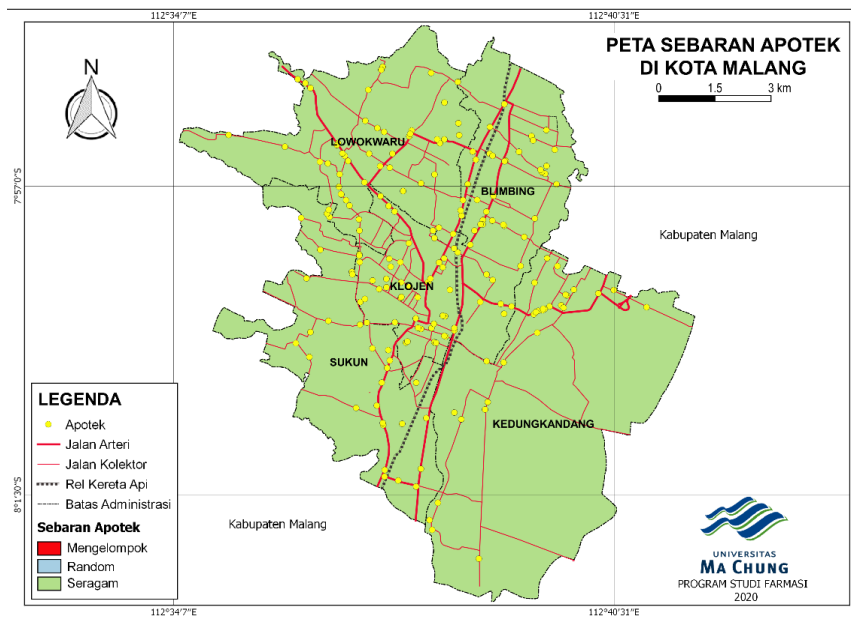 112°34'7"E
112°40'31"E
PETA SEBARAN APOTEK
DI KOTA MALANG
0 1.5 3 km
N
LOWOKWARU
7°57'0"S
BLIMBING
Kabupaten Malang
KLOJEN
SUKUN
LEGENDA
Apotek
Jalan Arteri
Jalan Kolektor
Rel Kereta Api
Batas Administrasi
Sebaran Apotek
Mengelompok
Random
Seragam
KEDUNGKANDANG
8°1'30"S
Kabupaten Malang
UNIVERSITAS
MA CHUNG
PROGRAM STUDI FARMASI
2020
112°34'7"E
112°40'31"E